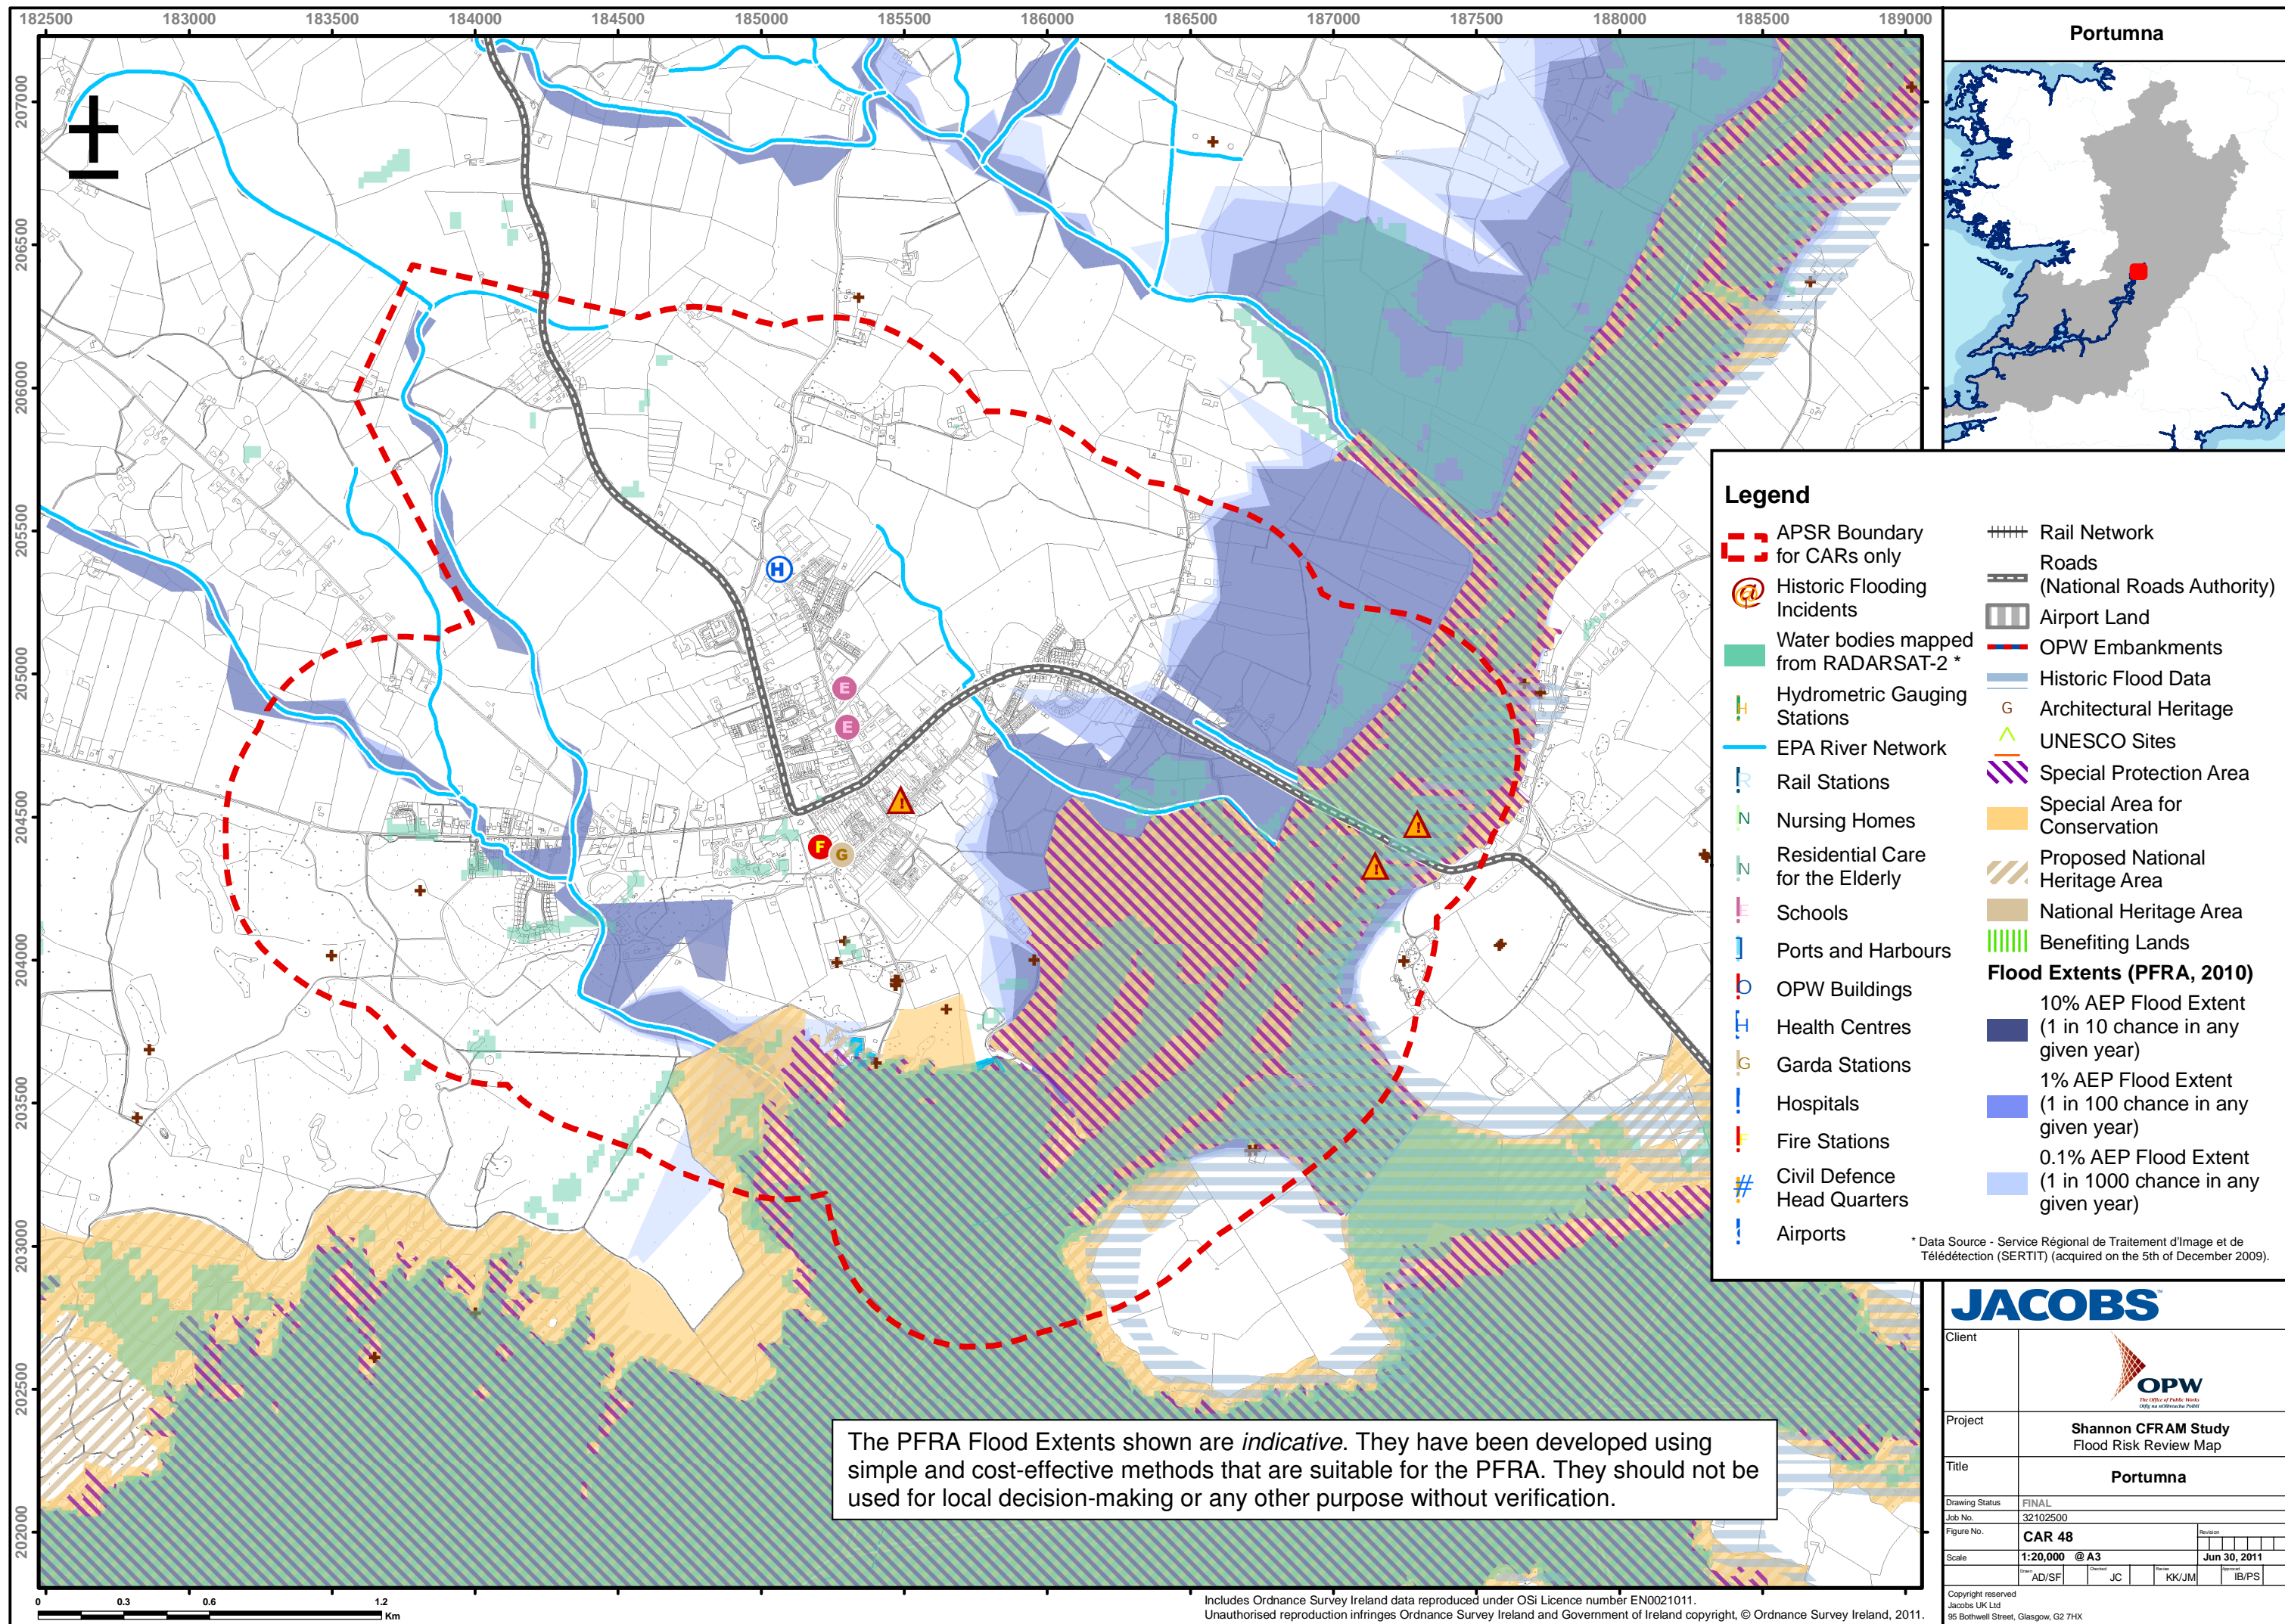 182500 183000 183500 184000 184500 185000 185500 186000 186500 187000 187500 188000 188500 189000
207000
206500
206000
205500
205000
204500
204000
203500
203000
202500
202000
H
E
E
F
G
!
!
!
Portumna
Legend
APSR Boundary
for CARs only
Historic Flooding
Incidents
Water bodies mapped
from RADARSAT-2 *
Hydrometric Gauging
Stations
EPA River Network
Rail Stations
Nursing Homes
Residential Care
for the Elderly
Schools
Ports and Harbours
OPW Buildings
Health Centres
Garda Stations
Hospitals
Fire Stations
Civil Defence
Head Quarters
Airports
Rail Network
Roads
(National Roads Authority)
Airport Land
OPW Embankments
Historic Flood Data
Architectural Heritage
UNESCO Sites
Special Protection Area
Special Area for
Conservation
Proposed National
Heritage Area
National Heritage Area
Benefiting Lands
Flood Extents (PFRA, 2010)
10% AEP Flood Extent
(1 in 10 chance in any
given year)
1% AEP Flood Extent
(1 in 100 chance in any
given year)
0.1% AEP Flood Extent
(1 in 1000 chance in any
given year)
* Data Source - Service Régional de Traitement d'Image et de
Télédétection (SERTIT) (acquired on the 5th of December 2009).
The PFRA Flood Extents shown are indicative. They have been developed using
simple and cost-effective methods that are suitable for the PFRA. They should not be
used for local decision-making or any other purpose without verification.
JACOBS
Client
OPW
The Office of Public Works
Oifig na nOibreacha Poiblí
Project
Shannon CFRAM Study
Flood Risk Review Map
Title
Portumna
Drawing Status FINAL
Job No. 32102500
Figure No. CAR 48 Revision
Scale 1:20,000 @ A3 Jun 30, 2011
Drawn AD/SF Checked JC Review KK/JM Approved IB/PS
Copyright reserved
Jacobs UK Ltd
95 Bothwell Street, Glasgow, G2 7HX
0 0.3 0.6 1.2
Km
Includes Ordnance Survey Ireland data reproduced under OSi Licence number EN0021011.
Unauthorised reproduction infringes Ordnance Survey Ireland and Government of Ireland copyright, © Ordnance Survey Ireland, 2011.